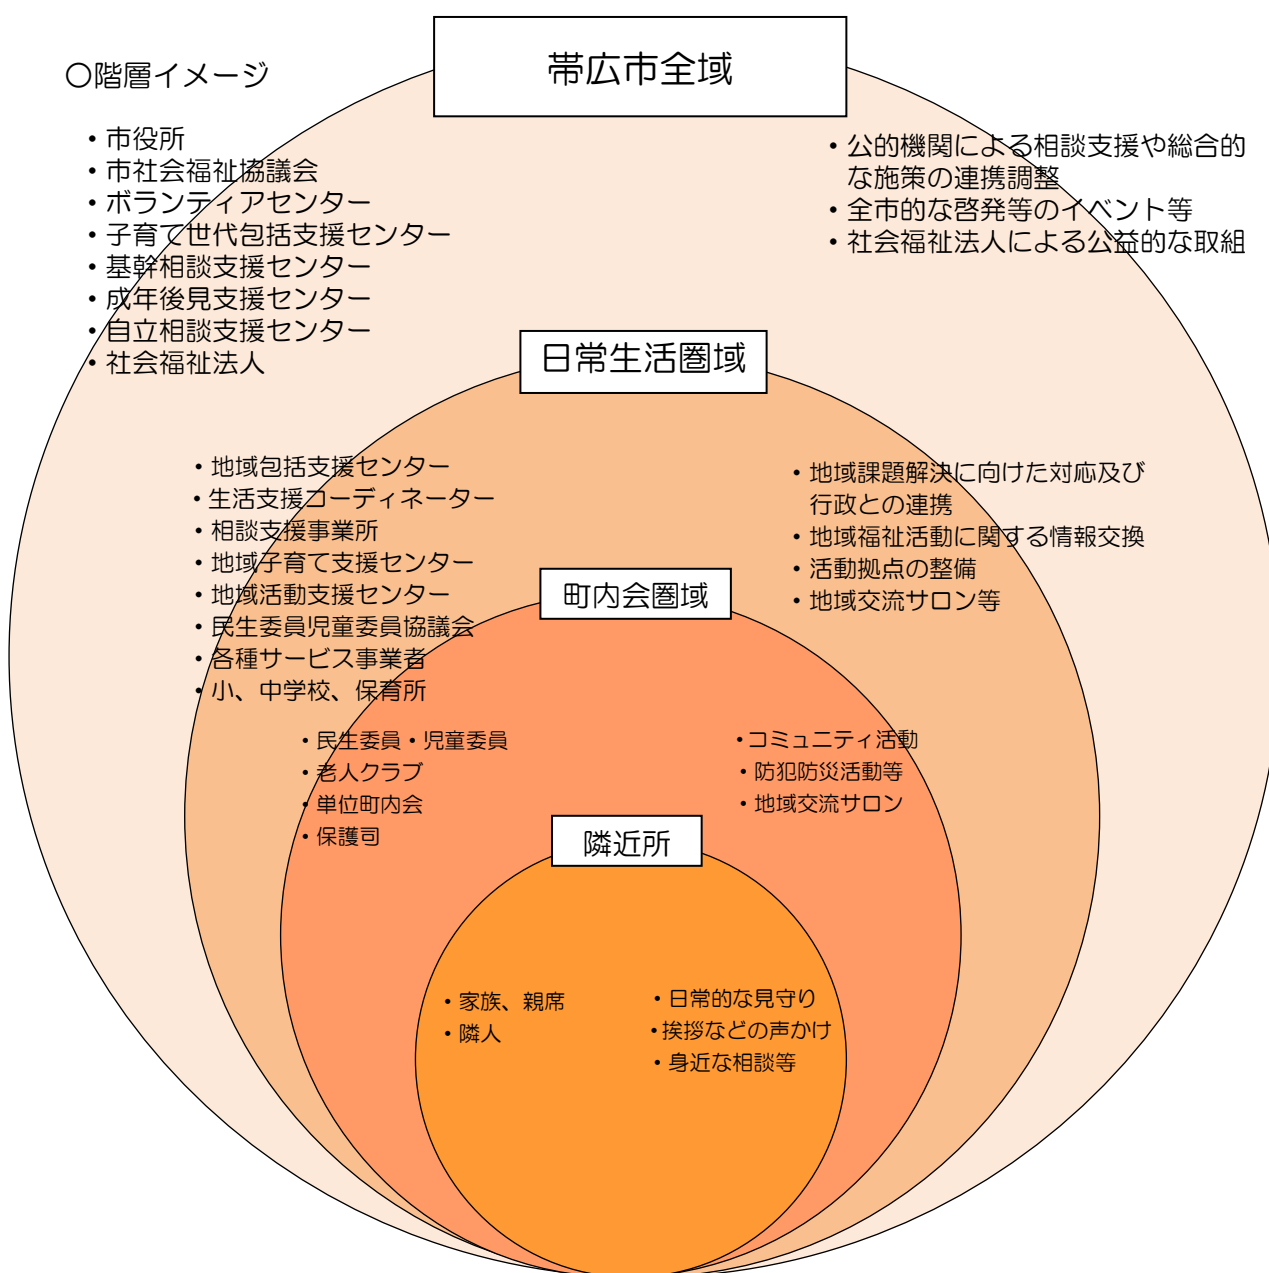 帯広市全域
〇階層イメージ
・市役所
・市社会福祉協議会
・ボランティアセンター
・子育て世代包括支援センター
・基幹相談支援センター
・成年後見支援センター
・自立相談支援センター
・社会福祉法人
・公的機関による相談支援や総合的
な施策の連携調整
・全市的な啓発等のイベント等
・社会福祉法人による公益的な取組
日常生活圏域
・地域包括支援センター
・生活支援コーディネーター
・相談支援事業所
・地域子育て支援センター
・地域活動支援センター
・民生委員児童委員協議会
・各種サービス事業者
・小、中学校、保育所
・地域課題解決に向けた対応及び
行政との連携
・地域福祉活動に関する情報交換
・活動拠点の整備
・地域交流サロン等
町内会圏域
・民生委員・児童委員
・老人クラブ
・単位町内会
・保護司
・コミュニティ活動
・防犯防災活動等
・地域交流サロン
隣近所
・家族、親席
・隣人
・日常的な見守り
・挨拶などの声かけ
・身近な相談等